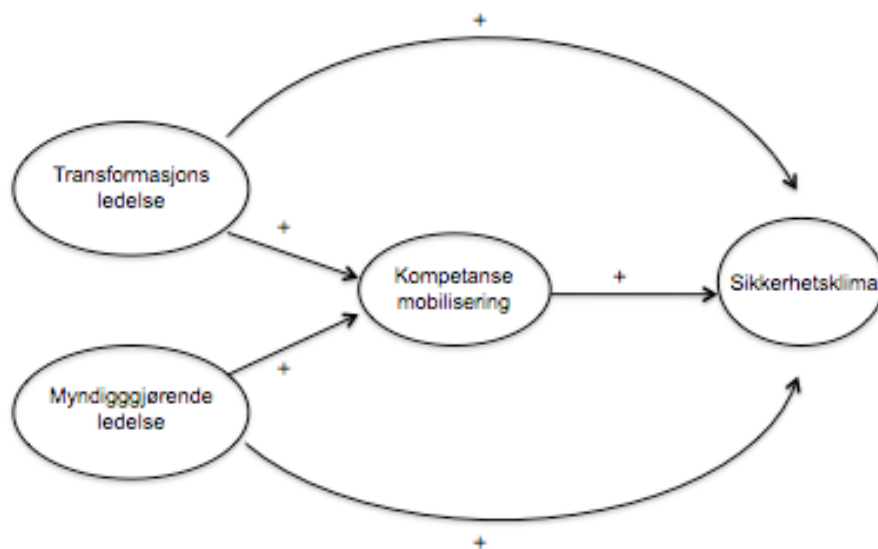 +
Transformasjons
ledelse
+
Kompetanse
mobilisering
+
Sikkerhetsklima
+
Myndigggjørende
ledelse
+